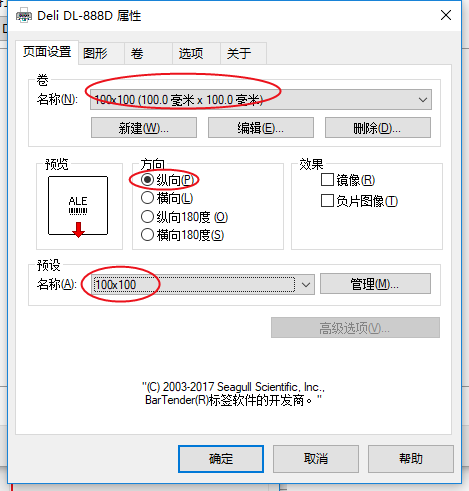 Deli DL-888D 属性
页面设置 图形 卷 选项 关于
卷
名称(N): 100x100 (100.0 毫米 x 100.0 毫米)
新建(W)... 编辑(E)... 删除(D)...
预览 方向 效果
ALE
纵向(P)
横向(L)
纵向180度 (O)
横向180度(S)
镜像(R)
负片图像(T)
预设
名称(A): 100x100 管理(M)...
高级选项(V)...
"(C) 2003-2017 Seagull Scientific, Inc.,
BarTender(R)标签软件的开发商。"
确定 取消 帮助